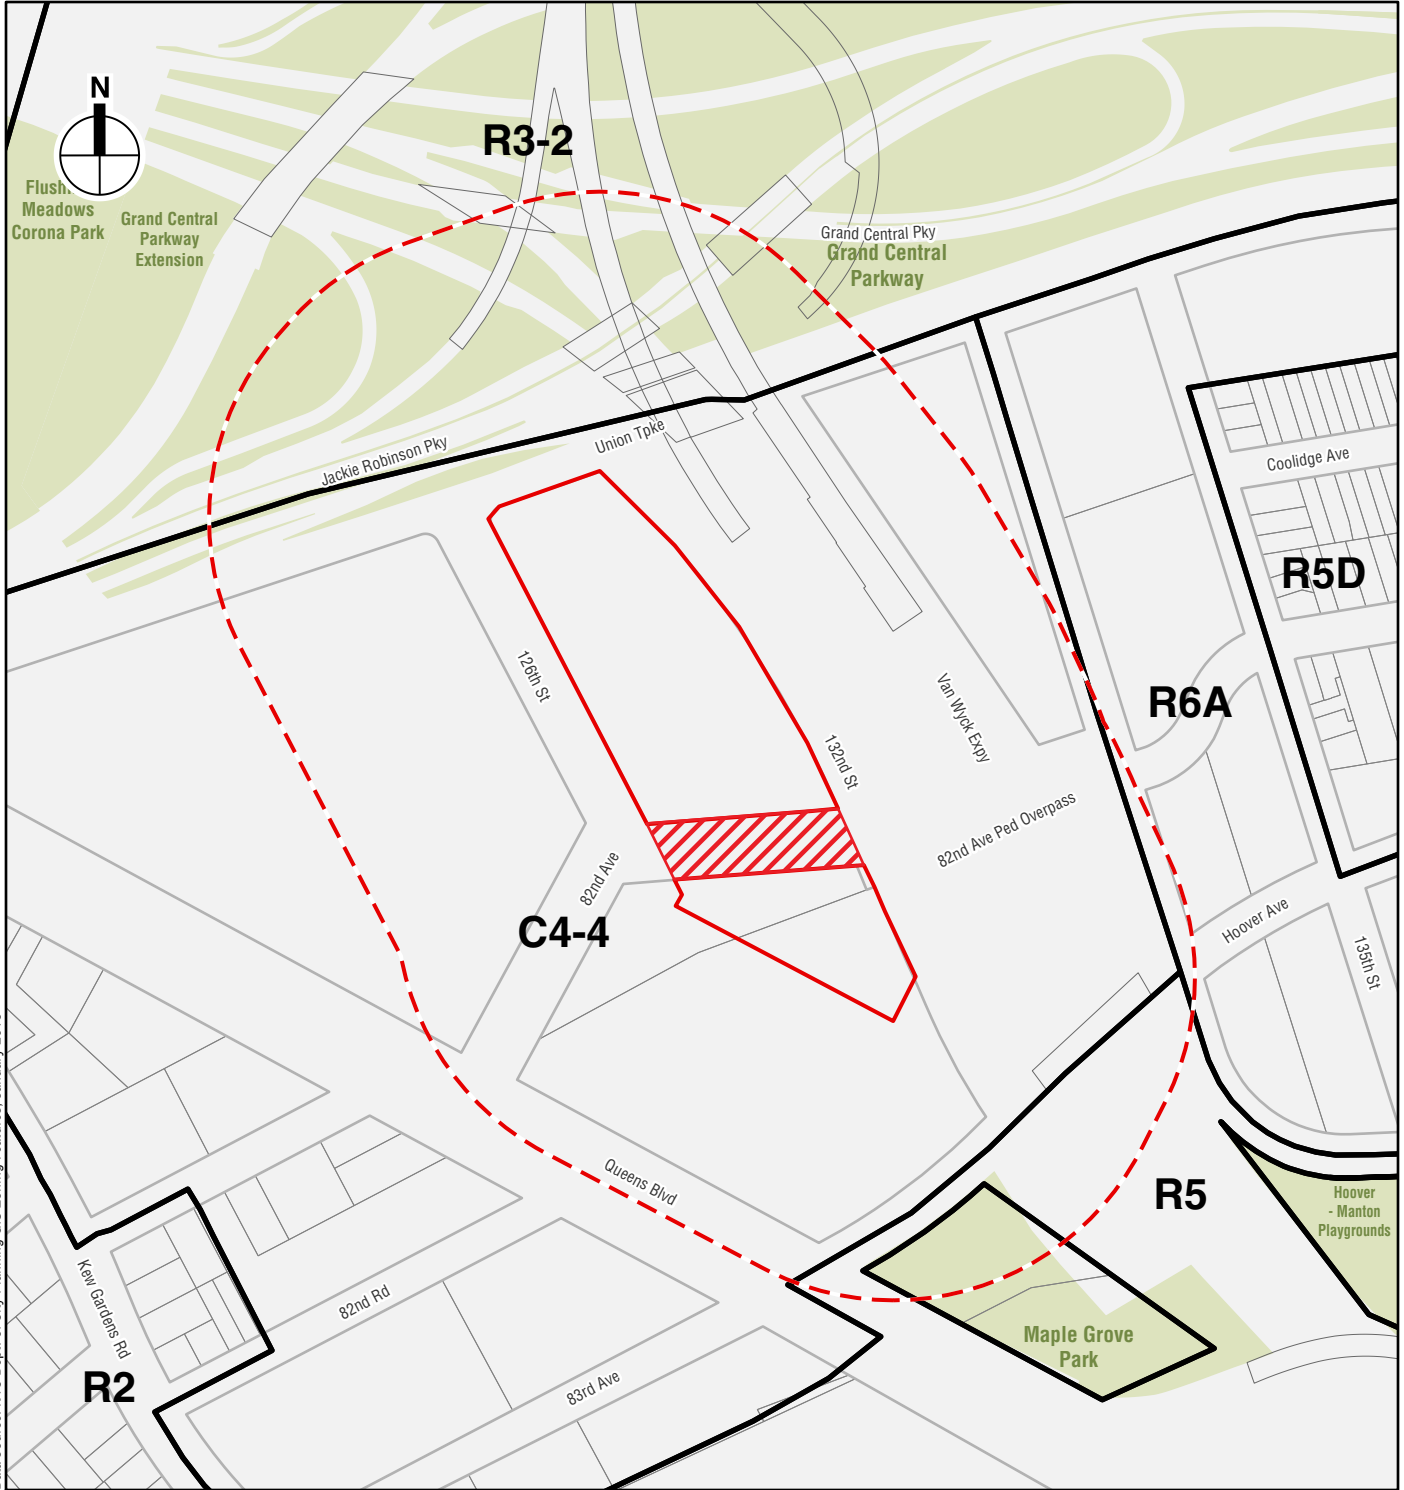 N
R3-2
Flush
Meadows
Corona Park
Grand Central
Parkway
Extension
Grand Central Pky
Grand Central
Parkway
Jackie Robinson Pky
Union Tpke
Coolidge Ave
R5D
126th St
R6A
Van Wyck Expy
132nd St
82nd Ave Ped Overpass
82nd Ave
C4-4
Hoover Ave
135th St
Queens Blvd
R5
Hoover
- Manton
Playgrounds
Kew Gardens Rd
82nd Rd
Maple Grove
Park
R2
83rd Ave